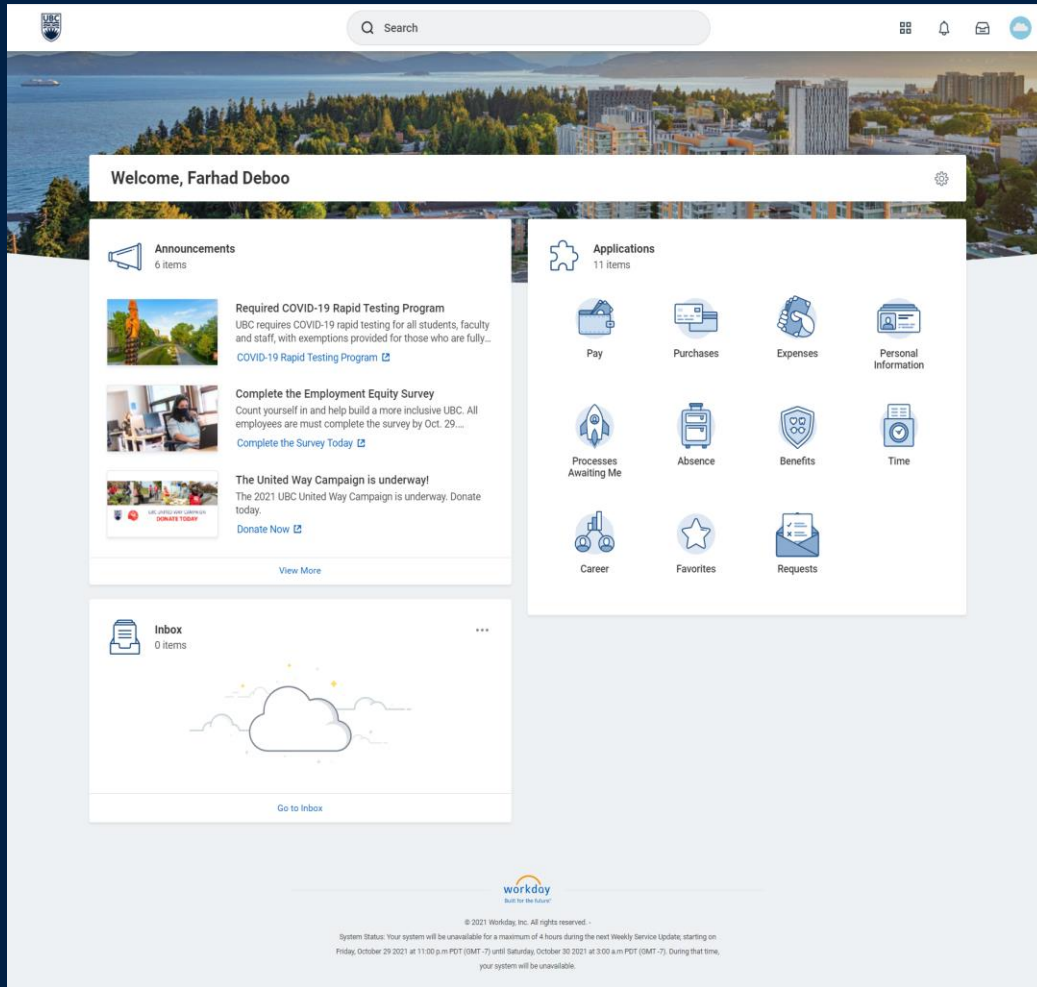 UBC
Search
Welcome, Farhad Deboo
Announcements
6 items
Required COVID-19 Rapid Testing Program
UBC requires COVID-19 rapid testing for all students, faculty
and staff, with exemptions provided for those who are fully...
COVID-19 Rapid Testing Program
Complete the Employment Equity Survey
Count yourself in and help build a more inclusive UBC. All
employees are must complete the survey by Oct. 29....
Complete the Survey Today
The United Way Campaign is underway!
The 2021 UBC United Way Campaign is underway. Donate
today.
Donate Now
UBC UNITED WAY CAMPAIGN
DONATE TODAY
View More
Applications
11 items
Pay
Purchases
Expenses
Personal
Information
Processes
Awaiting Me
Absence
Benefits
Time
Career
Favorites
Requests
Inbox
0 items
Go to Inbox
workday
Built for the future
© 2021 Workday, Inc. All rights reserved. -
System Status: Your system will be unavailable for a maximum of 4 hours during the next Weekly Service Update; starting on
Friday, October 29 2021 at 11:00 p.m PDT (GMT -7) until Saturday, October 30 2021 at 3:00 a.m PDT (GMT -7). During that time,
your system will be unavailable.